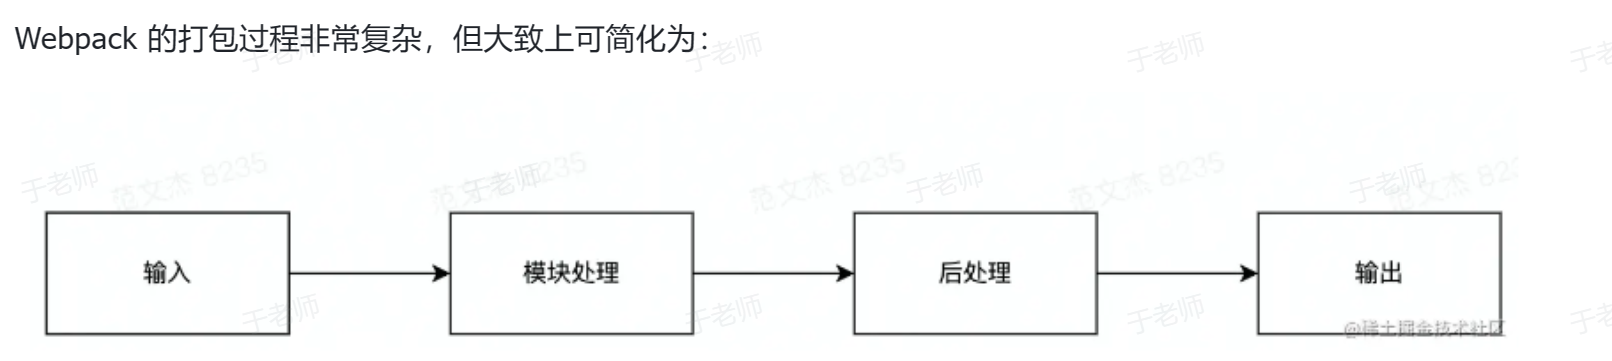 Webpack 的打包过程非常复杂，但大致上可简化为：
于老师 于老师 于老师
于老师 范文杰 8235 范文杰 8235 于老师 范文杰 8235 于老师 范文杰 8235 于老师 范文杰
输入 模块处理 后处理 输出
于老师 于老师 于老师
@稀土掘金技术社区